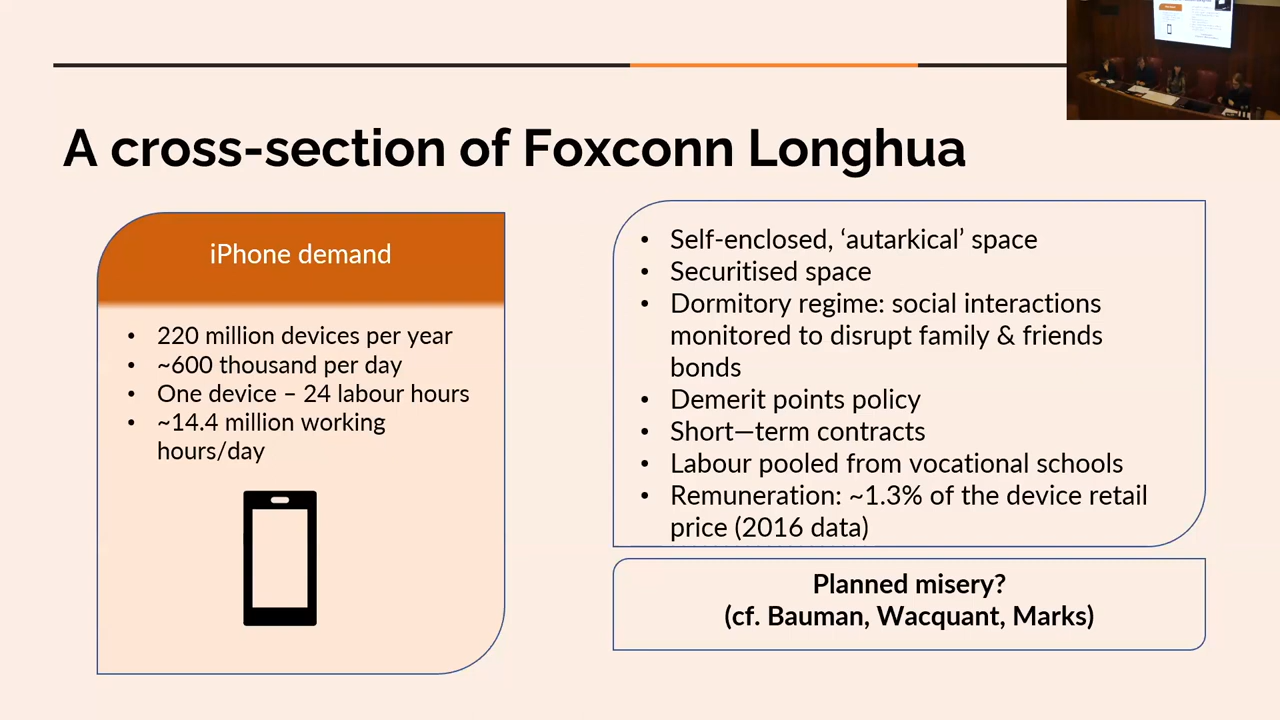 A cross-section of Foxconn Longhua
iPhone demand
• 220 million devices per year
• ~600 thousand per day
• One device – 24 labour hours
• ~14.4 million working
hours/day
• Self-enclosed, ‘autarkical’ space
• Securitised space
• Dormitory regime: social interactions
monitored to disrupt family & friends
bonds
• Demerit points policy
• Short—term contracts
• Labour pooled from vocational schools
• Remuneration: ~1.3% of the device retail
price (2016 data)
Planned misery?
(cf. Bauman, Wacquant, Marks)